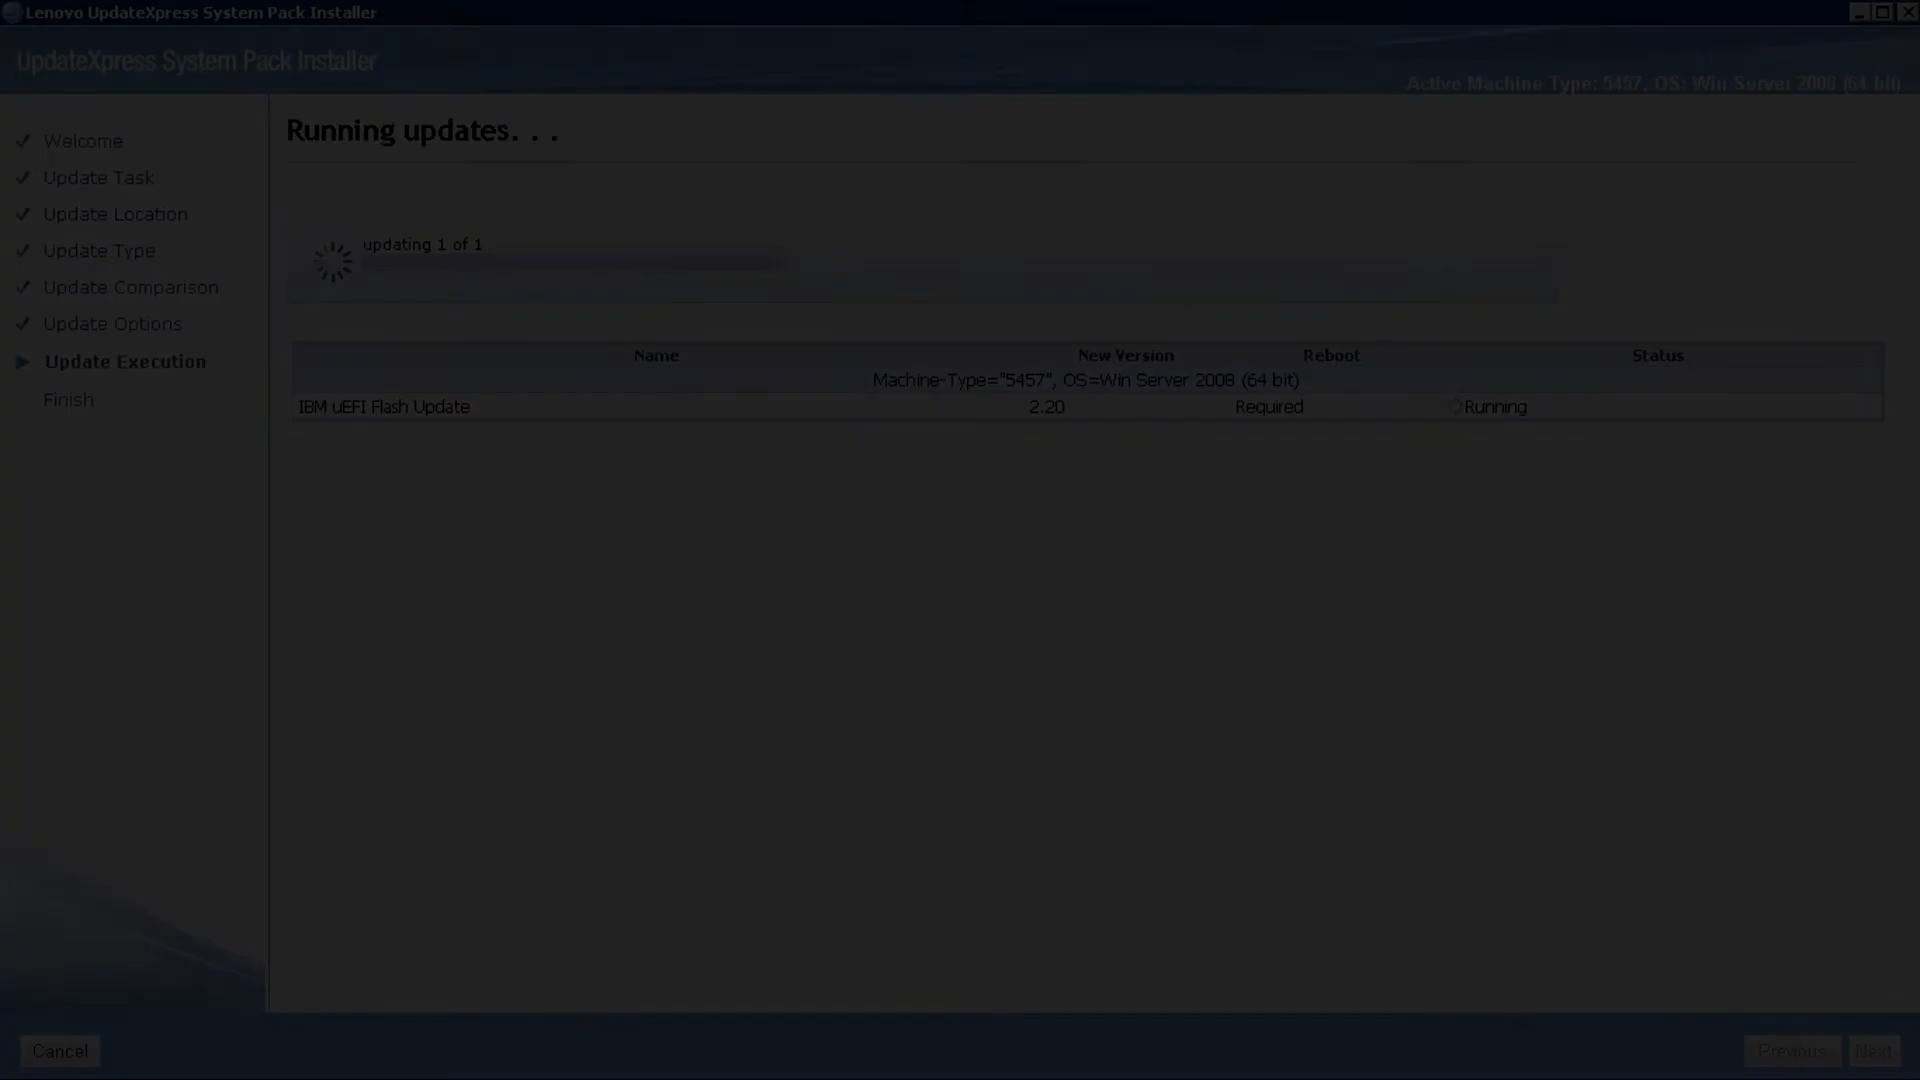 Lenovo UpdateXpress System Pack Installer
UpdateXpress System Pack Installer
Active Machine Type: 5457, OS: Win Server 2008 (64 bit)
Welcome
Update Task
Update Location
Update Type
Update Comparison
Update Options
Update Execution
Finish
Running updates. . .
updating 1 of 1
Name New Version Reboot Status
Machine-Type="5457", OS=Win Server 2008 (64 bit)
IBM uEFI Flash Update 2.20 Required Running
Cancel Previous Next